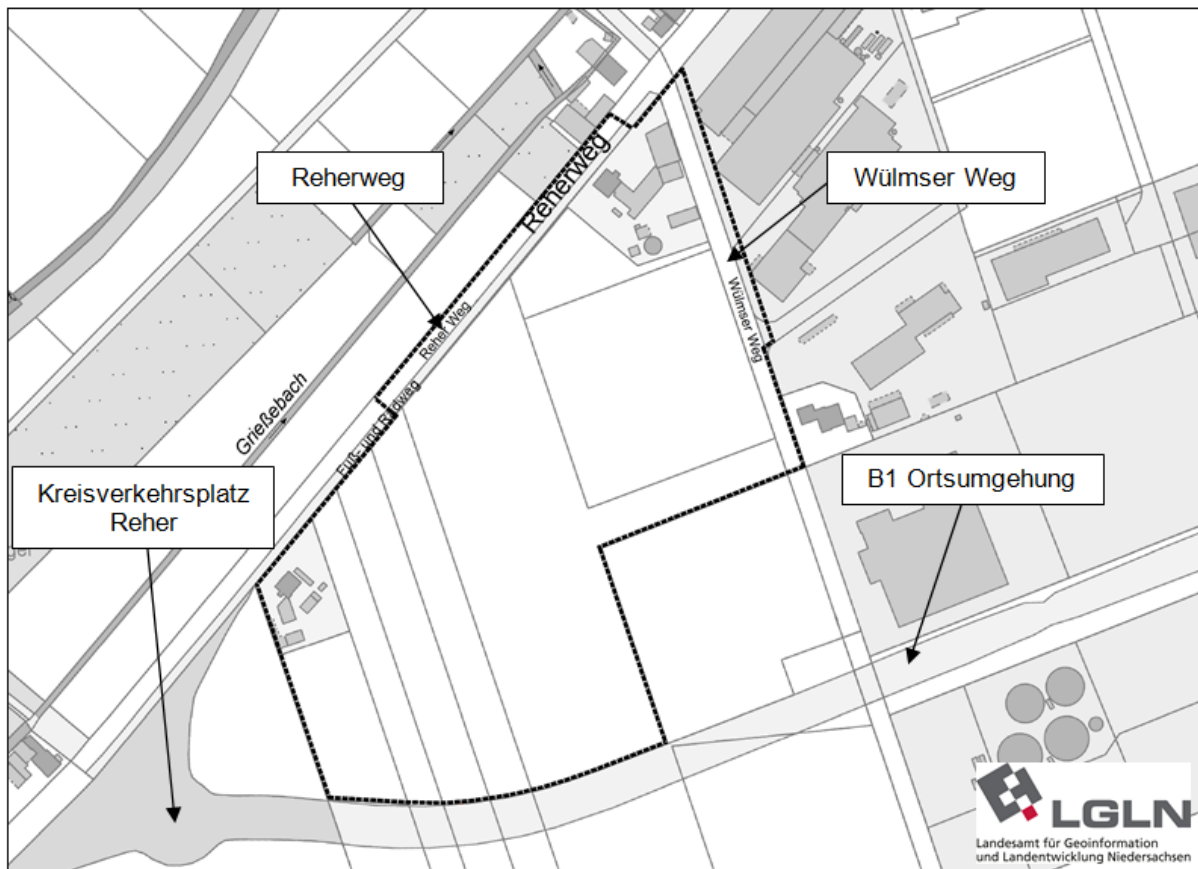 Reherweg
Wülmser Weg
Reherweg
Reher Weg
Wülmser Weg
Fuß- und Radweg
Grießebach
Kreisverkehrsplatz
Reher
B1 Ortsumgehung
LGLN
Landesamt für Geoinformation
und Landentwicklung Niedersachsen